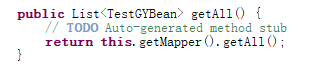 public List<TestGYBean> getAll() {
    // TODO Auto-generated method stub
    return this.getMapper().getAll();
}